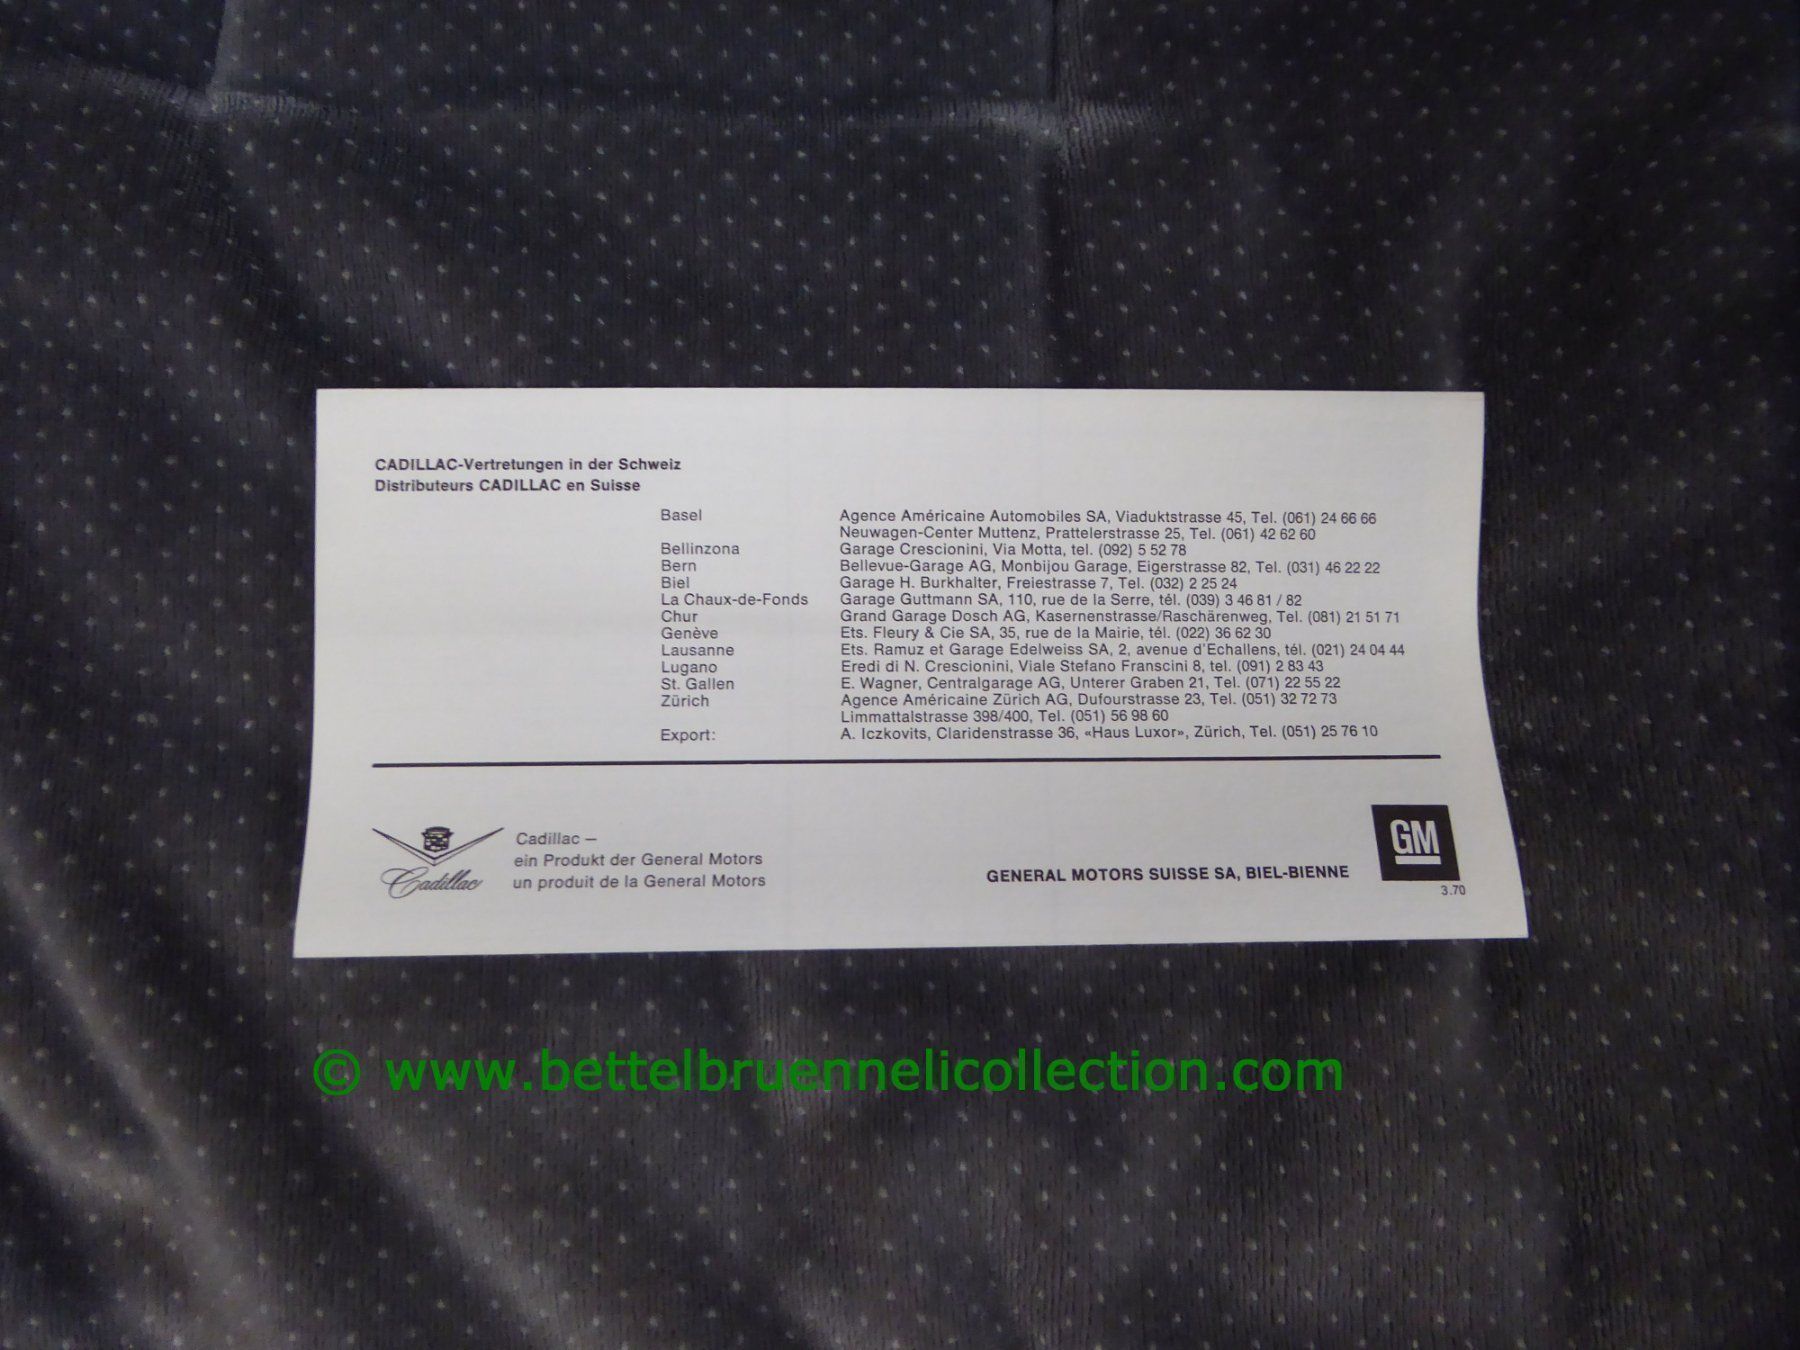 CADILLAC-Vertretungen in der Schweiz
Distributeurs CADILLAC en Suisse
Basel Agence Américaine Automobiles SA, Viaduktstrasse 45, Tel. (061) 24 66 66
Neuwagen-Center Muttenz, Prattelerstrasse 25, Tel. (061) 42 62 60
Bellinzona Garage Crescionini, Via Motta, tel. (092) 5 52 78
Bern Bellevue-Garage AG, Monbijou Garage, Eigerstrasse 82, Tel. (031) 46 22 22
Biel Garage H. Burkhalter, Freiestrasse 7, Tel. (032) 2 25 24
La Chaux-de-Fonds Garage Guttmann SA, 110, rue de la Serre, tél. (039) 3 46 81 / 82
Chur Grand Garage Dosch AG, Kasernenstrasse/Raschärenweg, Tel. (081) 21 51 71
Genève Ets. Fleury & Cie SA, 35, rue de la Mairie, tél. (022) 36 62 30
Lausanne Ets. Ramuz et Garage Edelweiss SA, 2, avenue d'Echallens, tél. (021) 24 04 44
Lugano Eredi di N. Crescionini, Viale Stefano Franscini 8, tel. (091) 2 83 43
St. Gallen E. Wagner, Centralgarage AG, Unterer Graben 21, Tel. (071) 22 55 22
Zürich Agence Américaine Zürich AG, Dufourstrasse 23, Tel. (051) 32 72 73
Limmattalstrasse 398/400, Tel. (051) 56 98 60
Export: A. Iczkovits, Claridenstrasse 36, «Haus Luxor», Zürich, Tel. (051) 25 76 10
Cadillac
Cadillac –
ein Produkt der General Motors
un produit de la General Motors
GENERAL MOTORS SUISSE SA, BIEL-BIENNE
GM
3.70
© www.bettelbruennelicollection.com